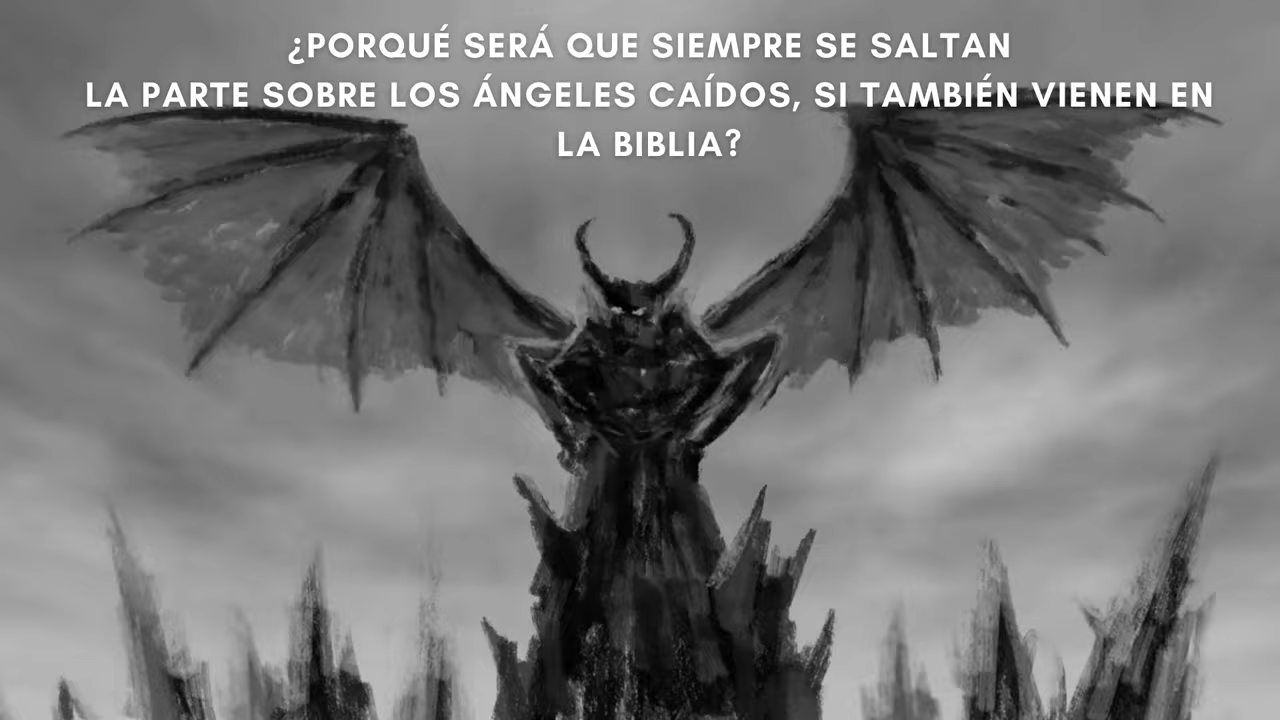 ¿PORQUÉ SERÁ QUE SIEMPRE SE SALTAN
LA PARTE SOBRE LOS ÁNGELES CAÍDOS, SI TAMBIÉN VIENEN EN
LA BIBLIA?